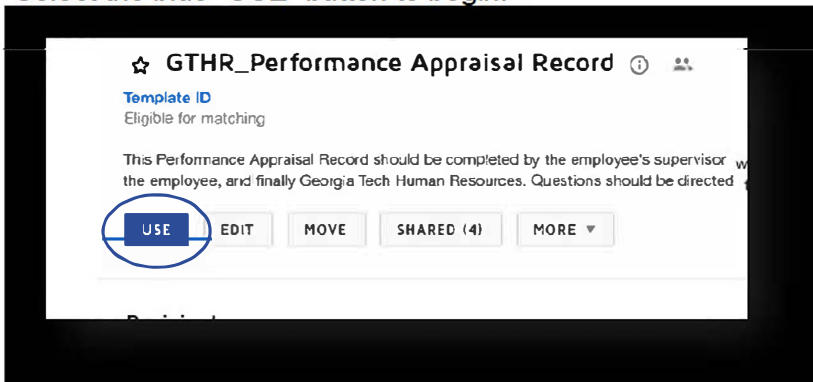 GTHR_Performance Appraisal Record
Template ID
Eligible for matching
This Performance Appraisal Record should be completed by the employee's supervisor
the employee, and finally Georgia Tech Human Resources. Questions should be directed
USE EDIT MOVE SHARED (4) MORE